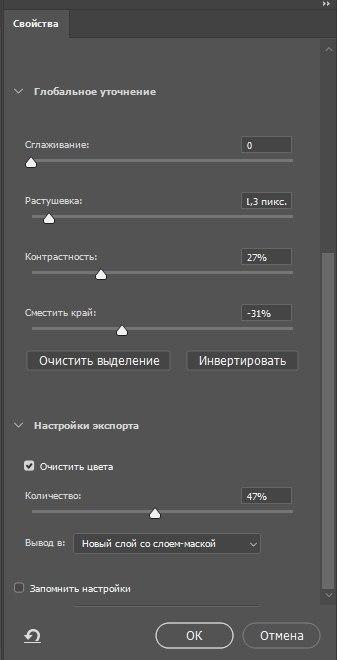 Свойства
Глобальное уточнение
Сглаживание: 0
Растушевка: 1,3 пикс.
Контрастность: 27%
Сместить край: -31%
Очистить выделение Инвертировать
Настройки экспорта
Очистить цвета
Количество: 47%
Вывод в: Новый слой со слоем-маской
Запомнить настройки
ОК Отмена